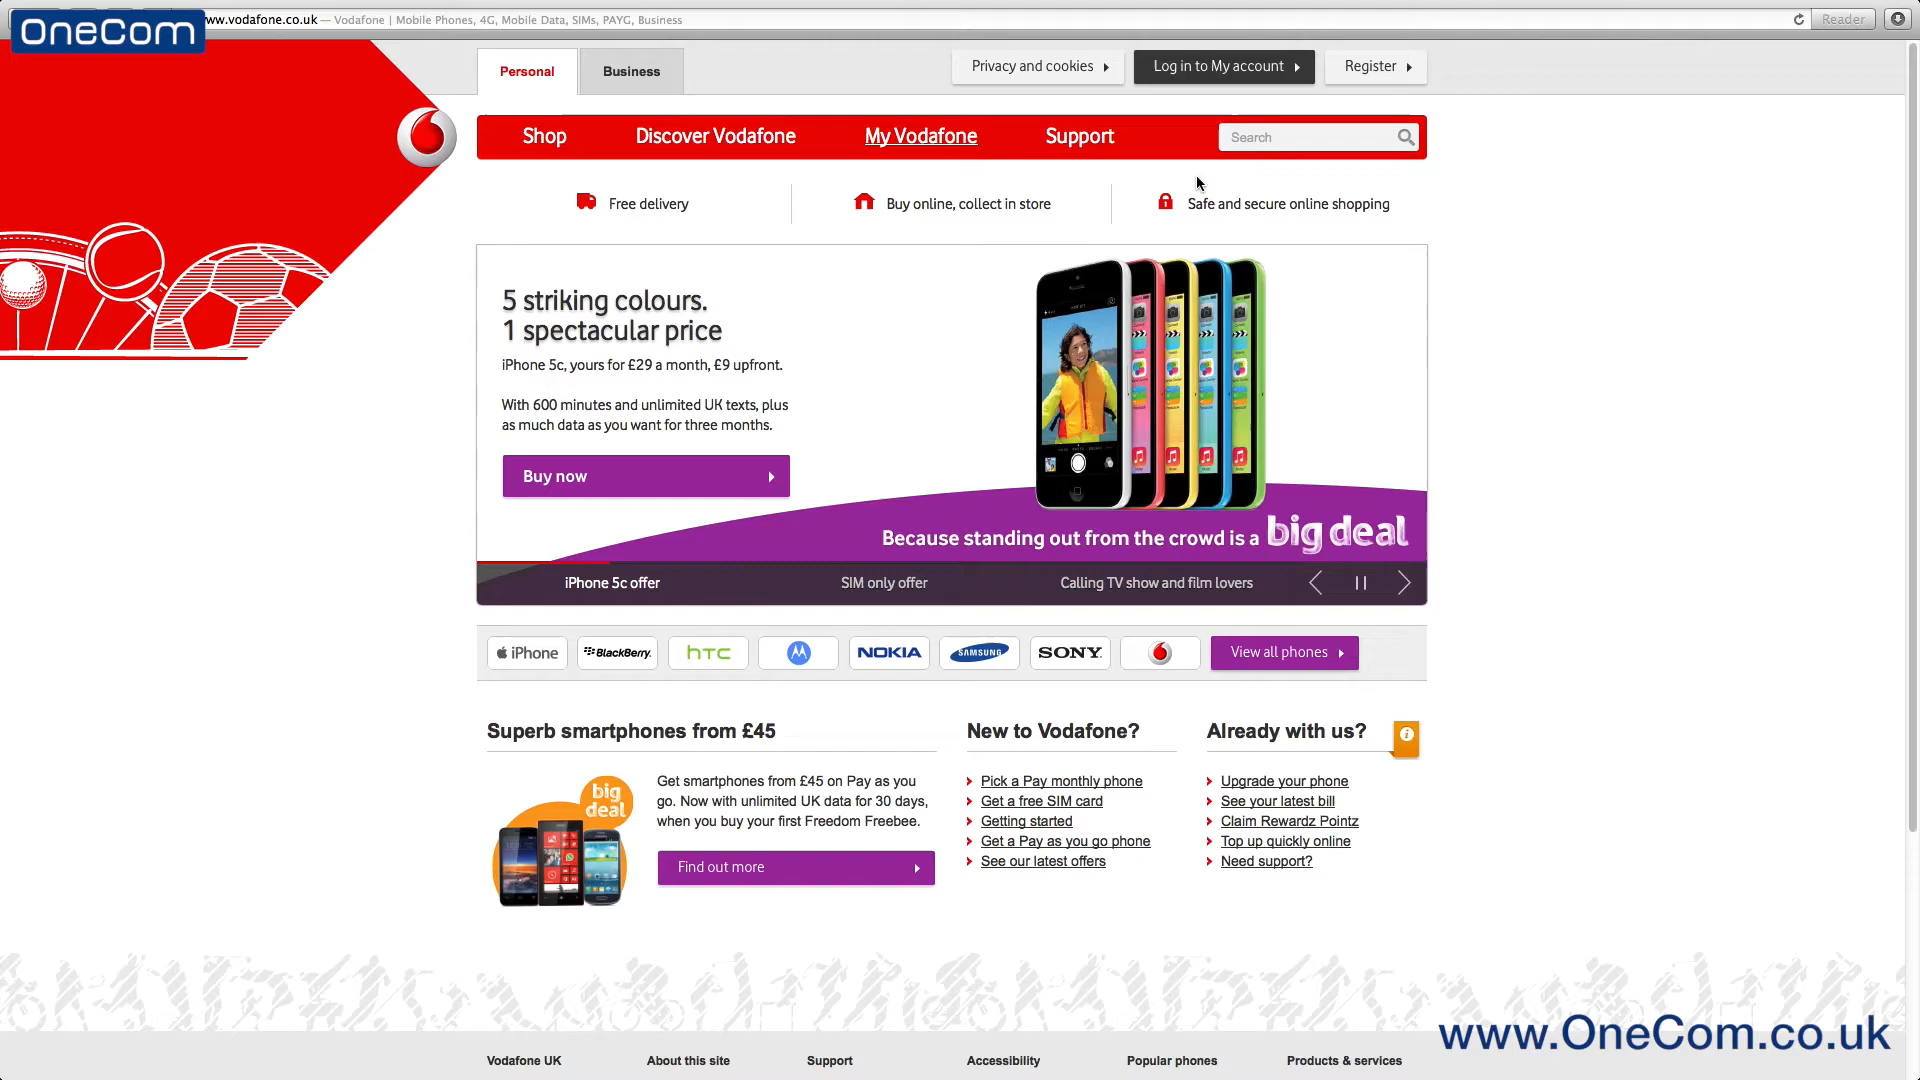 OneCom
www.vodafone.co.uk — Vodafone | Mobile Phones, 4G, Mobile Data, SIMs, PAYG, Business
Reader
Personal
Business
Privacy and cookies
Log in to My account
Register
Shop
Discover Vodafone
My Vodafone
Support
Search
Free delivery
Buy online, collect in store
Safe and secure online shopping
5 striking colours.
1 spectacular price
iPhone 5c, yours for £29 a month, £9 upfront.
With 600 minutes and unlimited UK texts, plus
as much data as you want for three months.
Buy now
Because standing out from the crowd is a big deal
iPhone 5c offer
SIM only offer
Calling TV show and film lovers
iPhone
BlackBerry.
hTC
NOKIA
SAMSUNG
SONY
View all phones
Superb smartphones from £45
big
deal
Get smartphones from £45 on Pay as you
go. Now with unlimited UK data for 30 days,
when you buy your first Freedom Freebee.
Find out more
New to Vodafone?
Pick a Pay monthly phone
Get a free SIM card
Getting started
Get a Pay as you go phone
See our latest offers
Already with us?
Upgrade your phone
See your latest bill
Claim Rewardz Pointz
Top up quickly online
Need support?
www.OneCom.co.uk
Vodafone UK
About this site
Support
Accessibility
Popular phones
Products & services